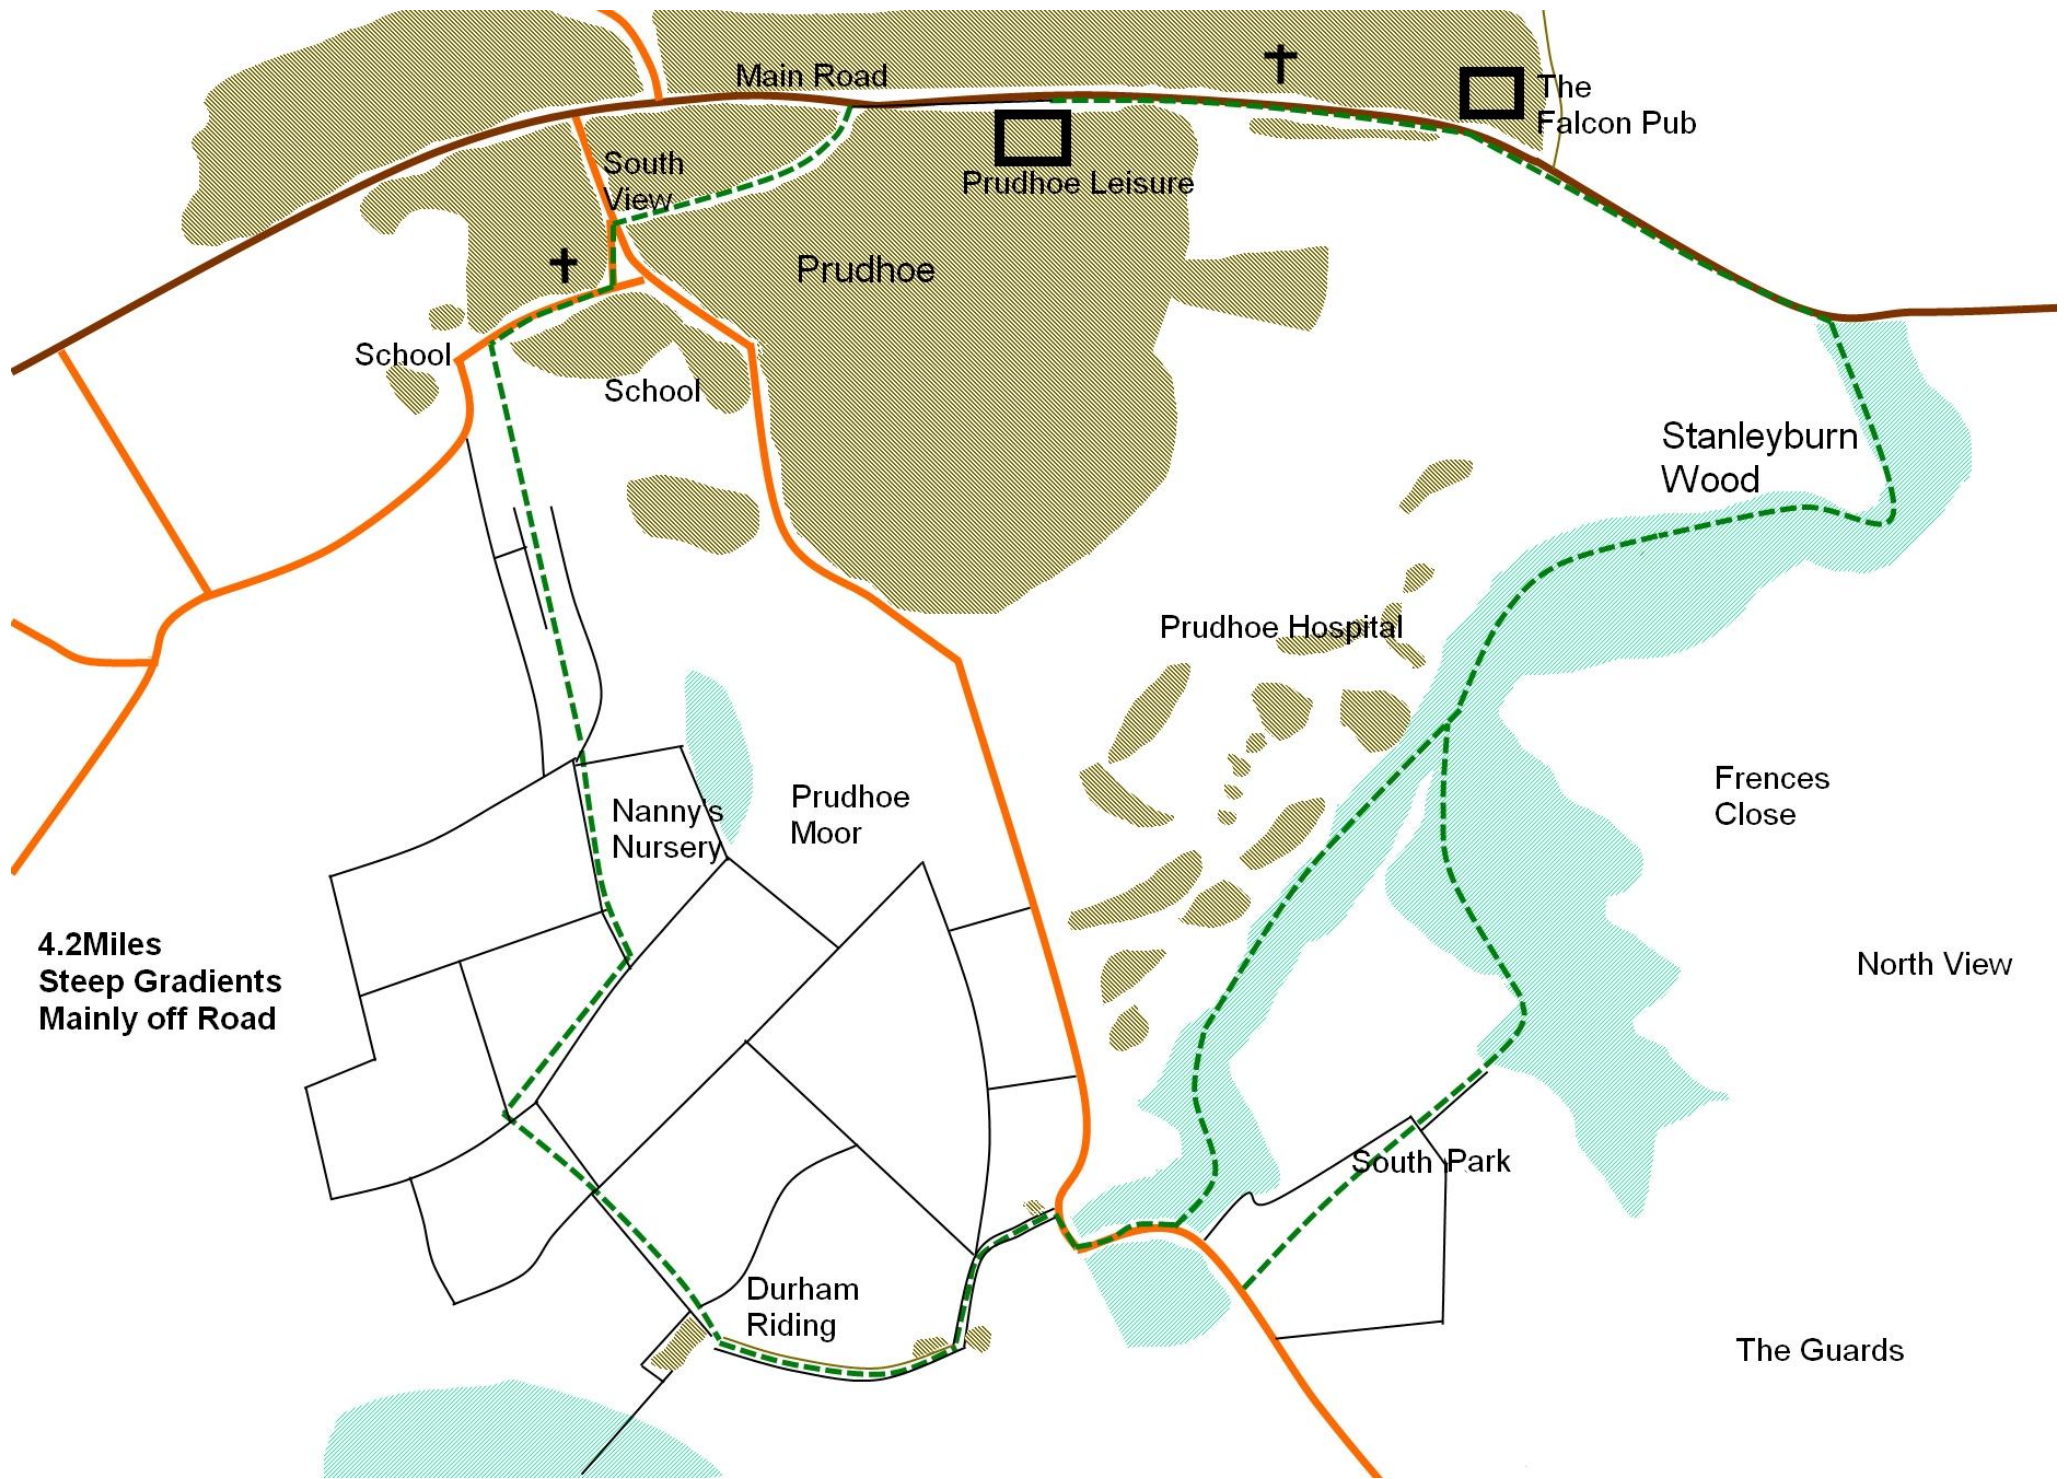 Main Road
The
Falcon Pub
South
View
Prudhoe Leisure
Prudhoe
School
School
Stanleyburn
Wood
Prudhoe Hospital
Nanny's
Nursery
Prudhoe
Moor
Frences
Close
4.2Miles
Steep Gradients
Mainly off Road
North View
South Park
Durham
Riding
The Guards